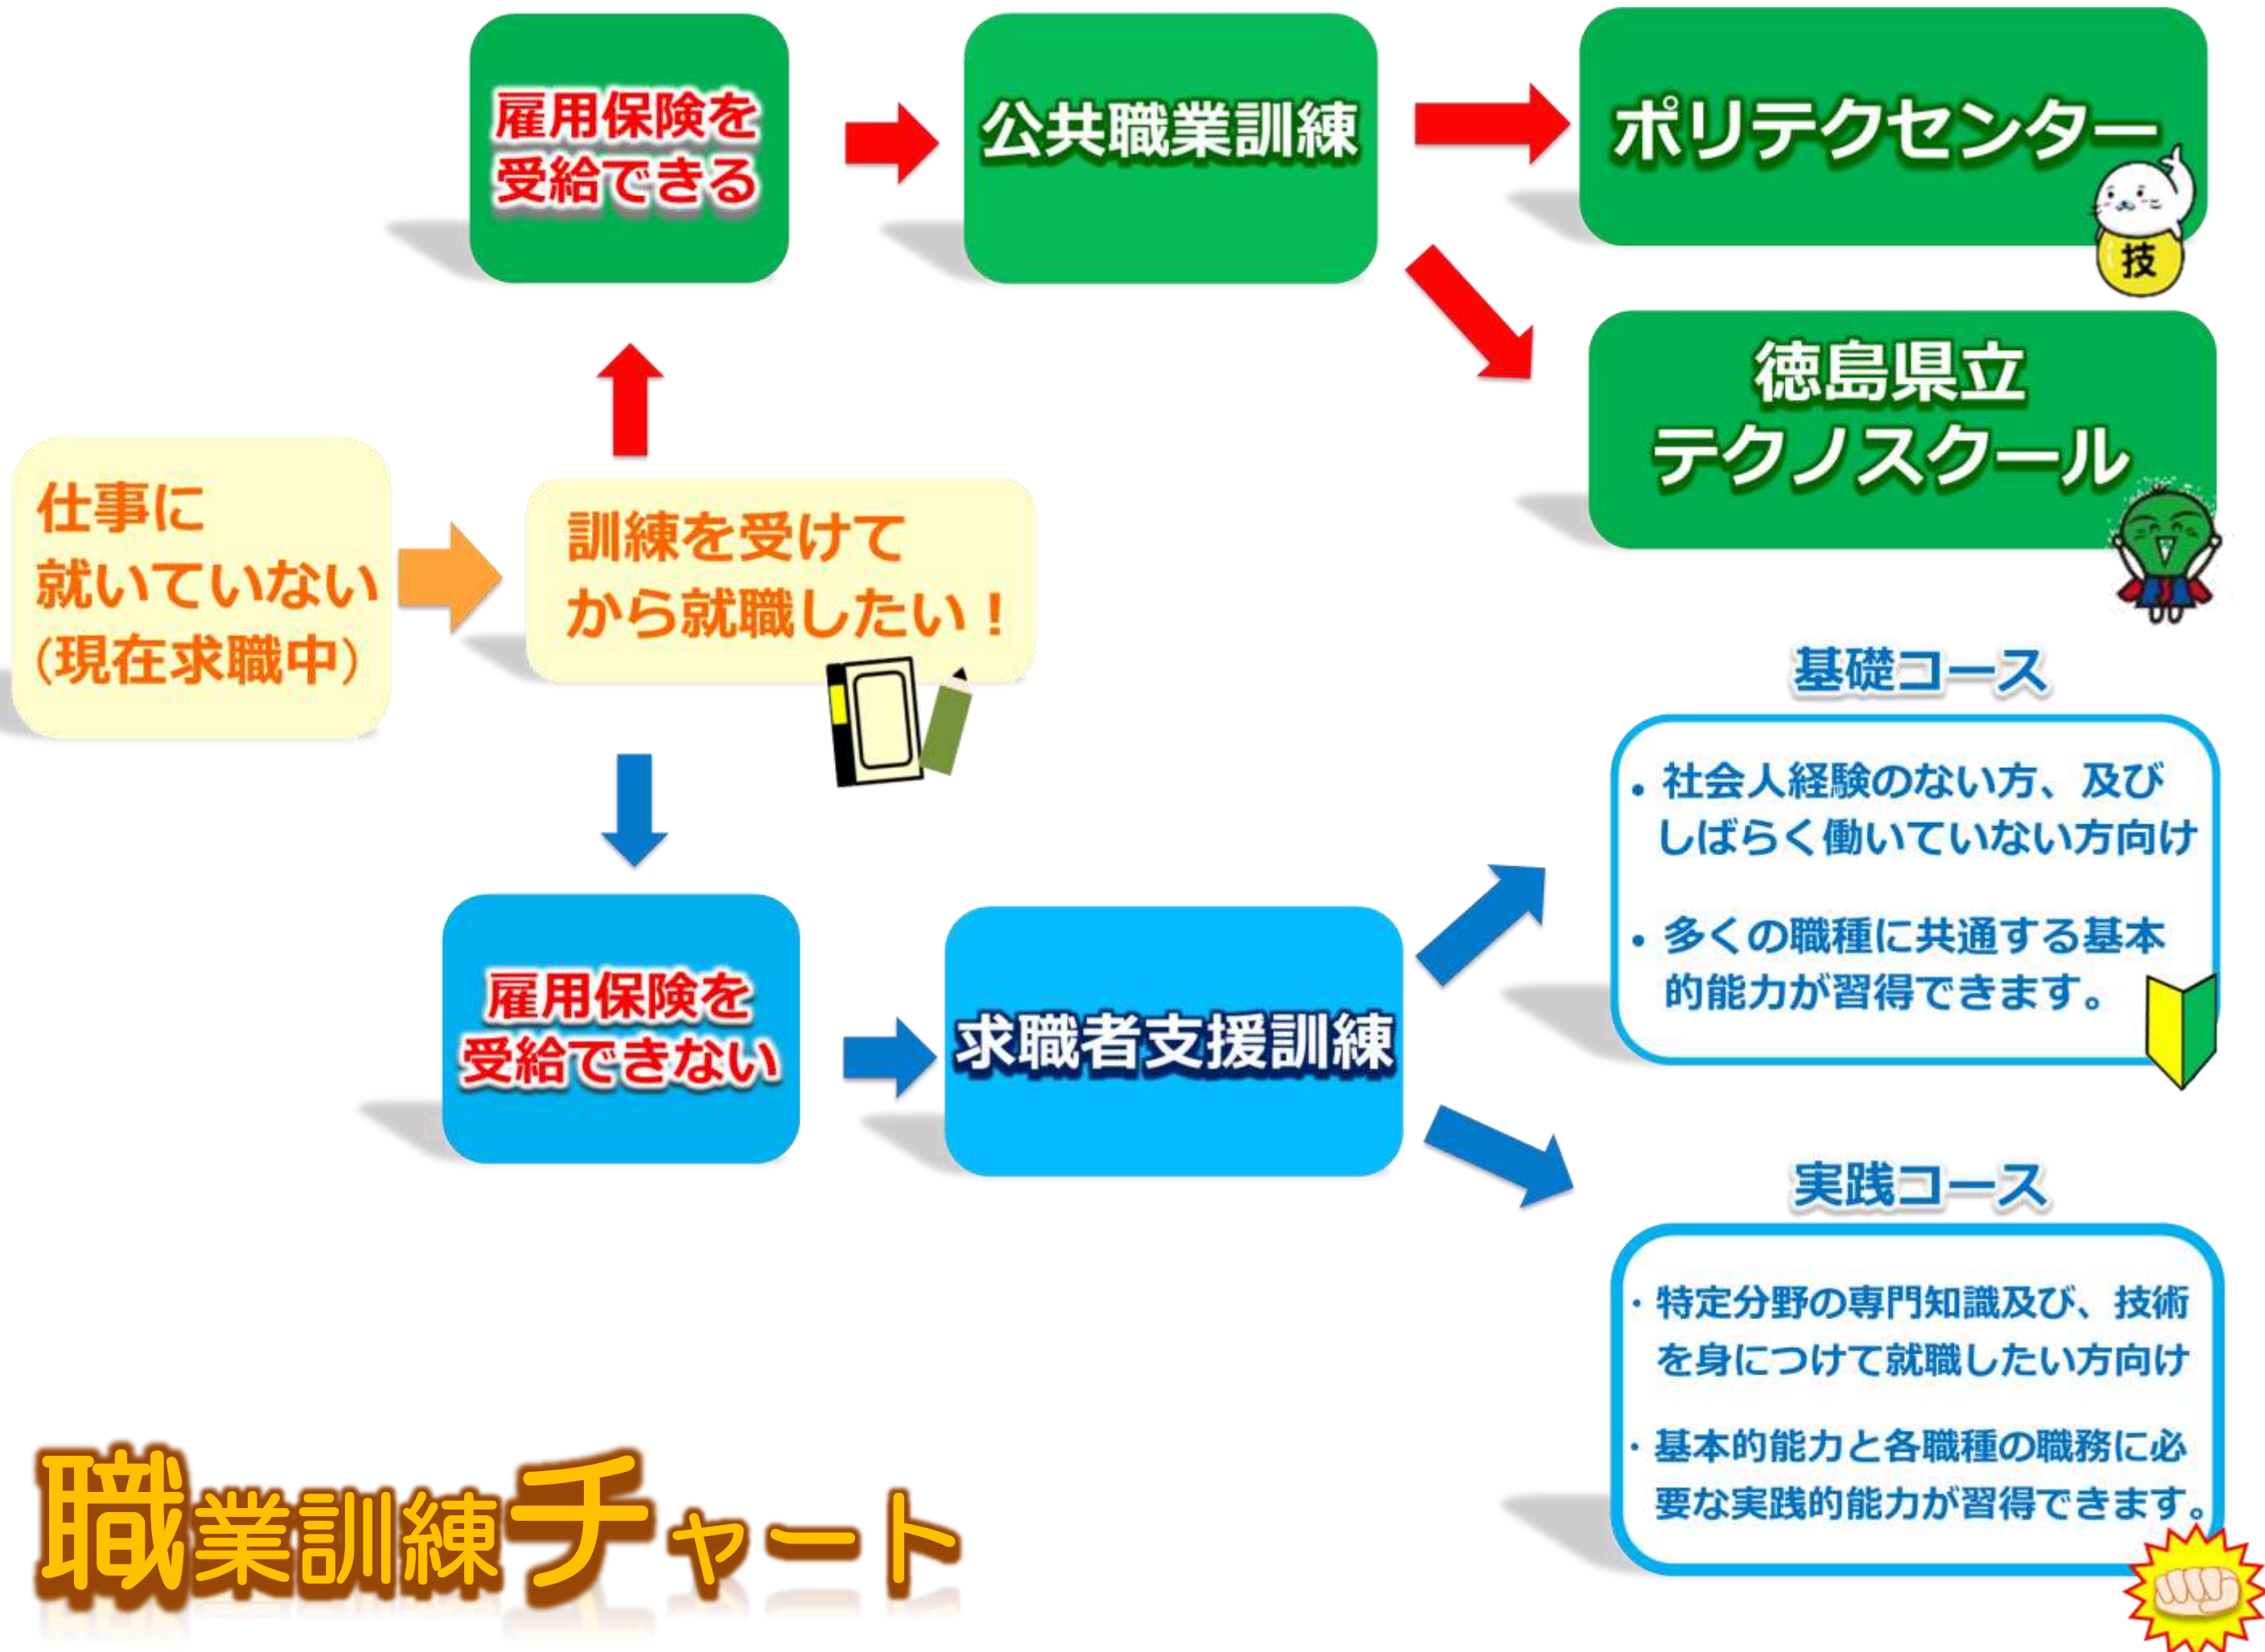 雇用保険を
受給できる
公共職業訓練
ポリテクセンター
技
徳島県立
テクノスクール
仕事に
就いていない
(現在求職中)
訓練を受けて
から就職したい！
雇用保険を
受給できない
求職者支援訓練
基礎コース
• 社会人経験のない方、及び
しばらく働いていない方向け
• 多くの職種に共通する基本
的能力が習得できます。
実践コース
・特定分野の専門知識及び、技術
を身につけて就職したい方向け
・基本的能力と各職種の職務に必
要な実践的能力が習得できます。
職業訓練チャート